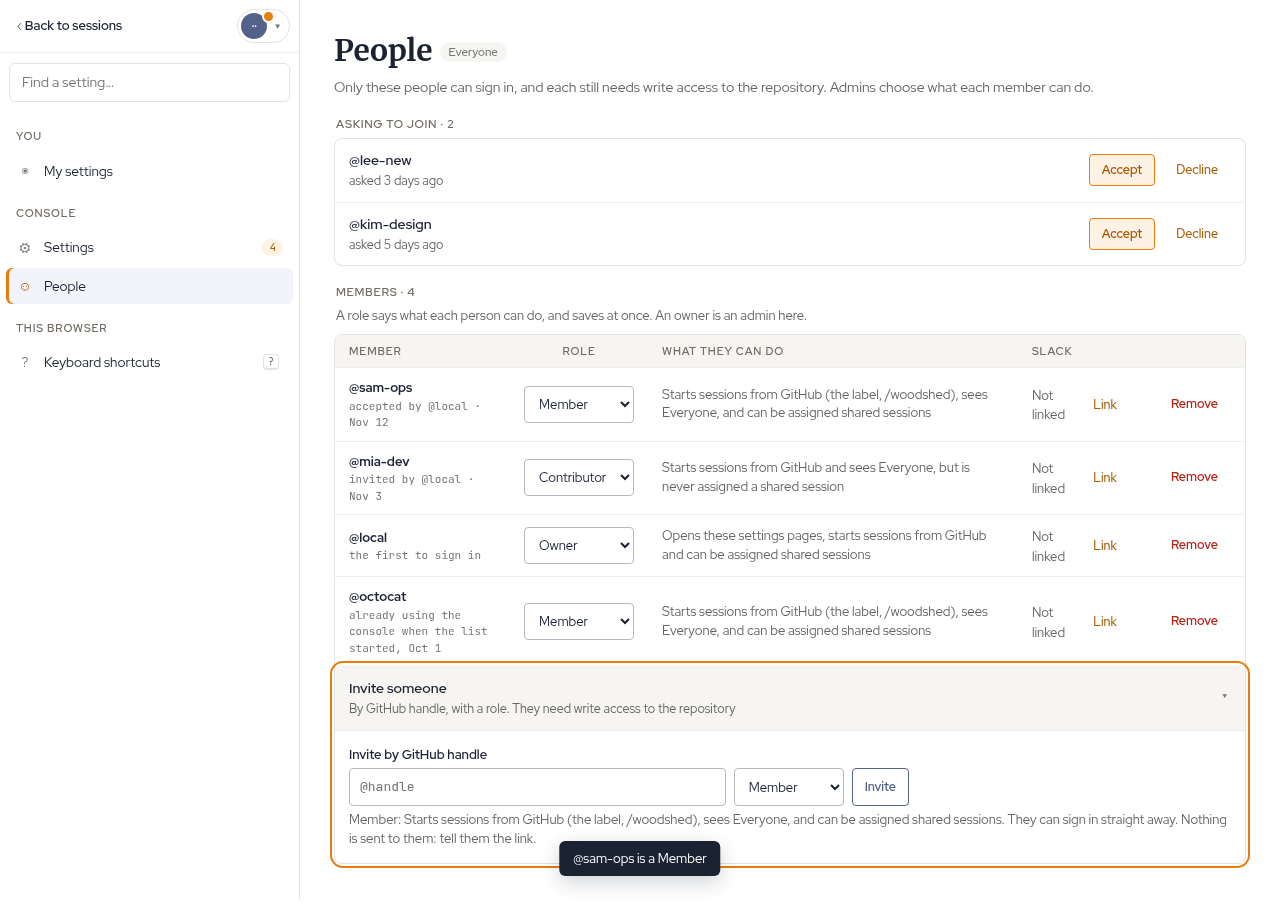 ‹ Back to sessions
Find a setting...
YOU
My settings
CONSOLE
Settings 4
People
THIS BROWSER
? Keyboard shortcuts ?
People Everyone
Only these people can sign in, and each still needs write access to the repository. Admins choose what each member can do.
ASKING TO JOIN · 2
@lee-new
asked 3 days ago
Accept Decline
@kim-design
asked 5 days ago
Accept Decline
MEMBERS · 4
A role says what each person can do, and saves at once. An owner is an admin here.
MEMBER ROLE WHAT THEY CAN DO SLACK
@sam-ops
accepted by @local ·
Nov 12
Member
Starts sessions from GitHub (the label, /woodshed), sees
Everyone, and can be assigned shared sessions
Not
linked
Link Remove
@mia-dev
invited by @local ·
Nov 3
Contributor
Starts sessions from GitHub and sees Everyone, but is
never assigned a shared session
Not
linked
Link Remove
@local
the first to sign in
Owner
Opens these settings pages, starts sessions from GitHub
and can be assigned shared sessions
Not
linked
Link Remove
@octocat
already using the
console when the list
started, Oct 1
Member
Starts sessions from GitHub (the label, /woodshed), sees
Everyone, and can be assigned shared sessions
Not
linked
Link Remove
Invite someone
By GitHub handle, with a role. They need write access to the repository
Invite by GitHub handle
@handle Member Invite
Member: Starts sessions from GitHub (the label, /woodshed), sees Everyone, and can be assigned shared sessions. They can sign in straight away. Nothing
is sent to them: tell them the link.
@sam-ops is a Member